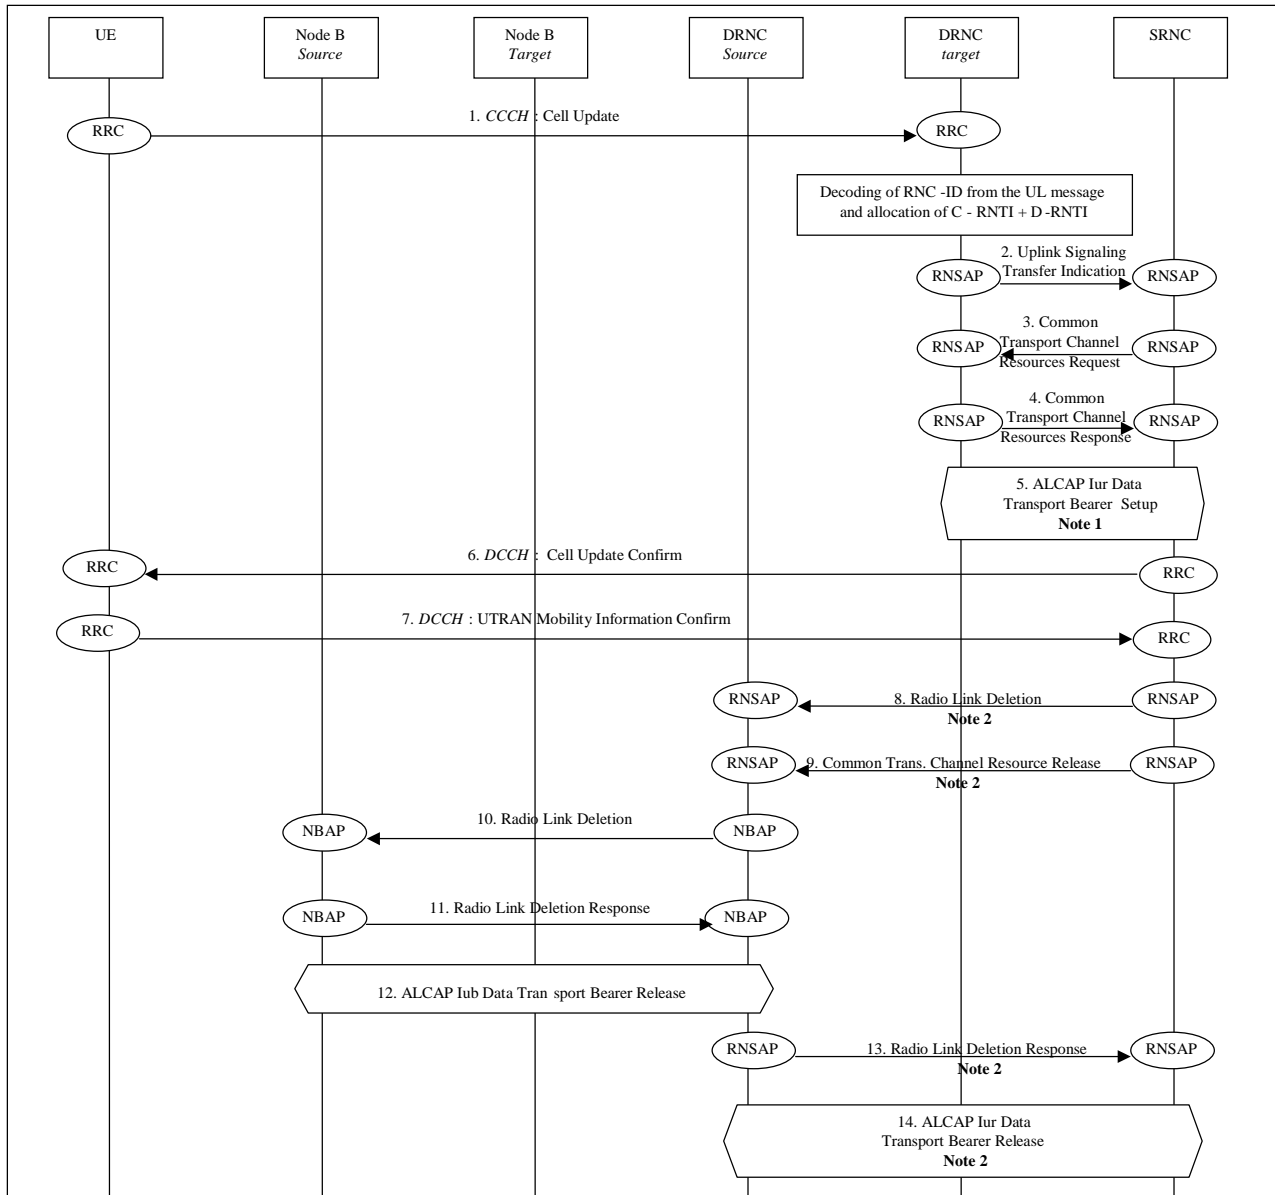 UE
Node B
Source
Node B
Target
DRNC
Source
DRNC
target
SRNC
1. CCCH : Cell Update
RRC
RRC
Decoding of RNC -ID from the UL message
and allocation of C - RNTI + D -RNTI
2. Uplink Signaling
Transfer Indication
RNSAP
RNSAP
3. Common
Transport Channel
Resources Request
RNSAP
RNSAP
4. Common
Transport Channel
Resources Response
RNSAP
RNSAP
5. ALCAP Iur Data
Transport Bearer Setup
Note 1
6. DCCH : Cell Update Confirm
RRC
RRC
7. DCCH : UTRAN Mobility Information Confirm
RRC
RRC
RNSAP
8. Radio Link Deletion
Note 2
RNSAP
RNSAP
9. Common Trans. Channel Resource Release
Note 2
RNSAP
10. Radio Link Deletion
NBAP
NBAP
11. Radio Link Deletion Response
NBAP
NBAP
12. ALCAP Iub Data Tran sport Bearer Release
RNSAP
13. Radio Link Deletion Response
Note 2
RNSAP
14. ALCAP Iur Data
Transport Bearer Release
Note 2